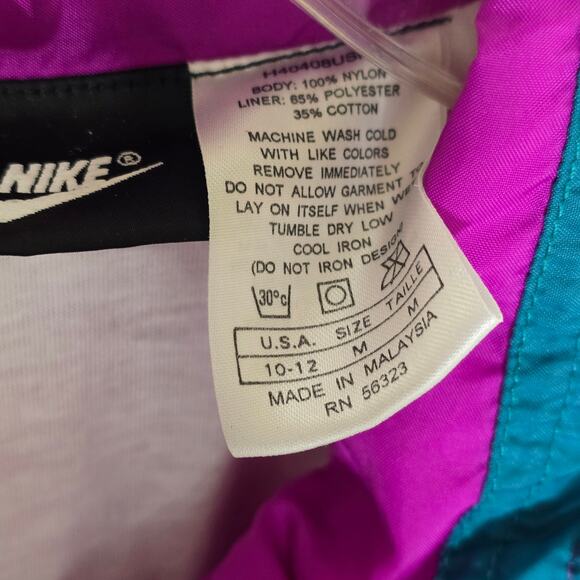 NIKE®
BODY: 100% NYLON
LINER: 65% POLYESTER
35% COTTON
MACHINE WASH COLD
WITH LIKE COLORS
REMOVE IMMEDIATELY
DO NOT ALLOW GARMENT TO
LAY ON ITSELF WHEN WET
TUMBLE DRY LOW
COOL IRON
(DO NOT IRON DESIGN)
30°C
U.S.A. SIZE TAILLE
10-12 M M
MADE IN MALAYSIA
RN 56323